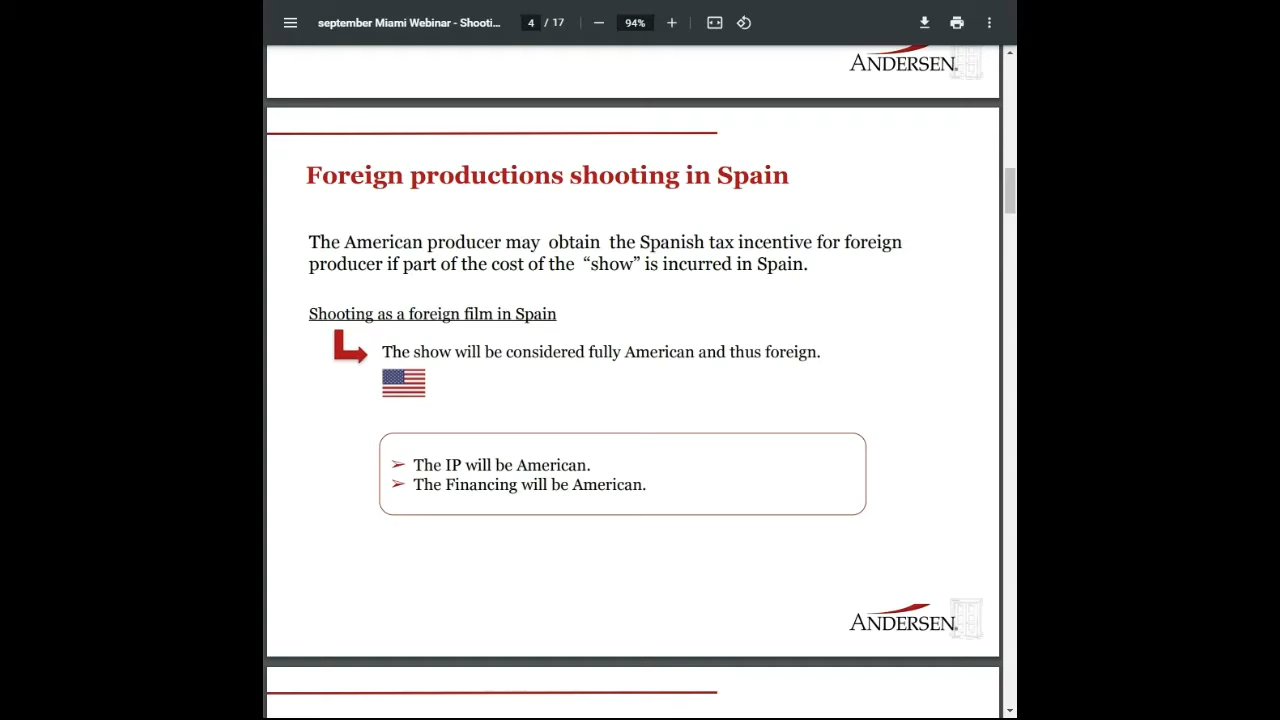 september Miami Webinar - Shooti...
4 / 17
94%
ANDERSEN®
Foreign productions shooting in Spain
The American producer may obtain the Spanish tax incentive for foreign
producer if part of the cost of the “show” is incurred in Spain.
Shooting as a foreign film in Spain
The show will be considered fully American and thus foreign.
➢ The IP will be American.
➢ The Financing will be American.
ANDERSEN®